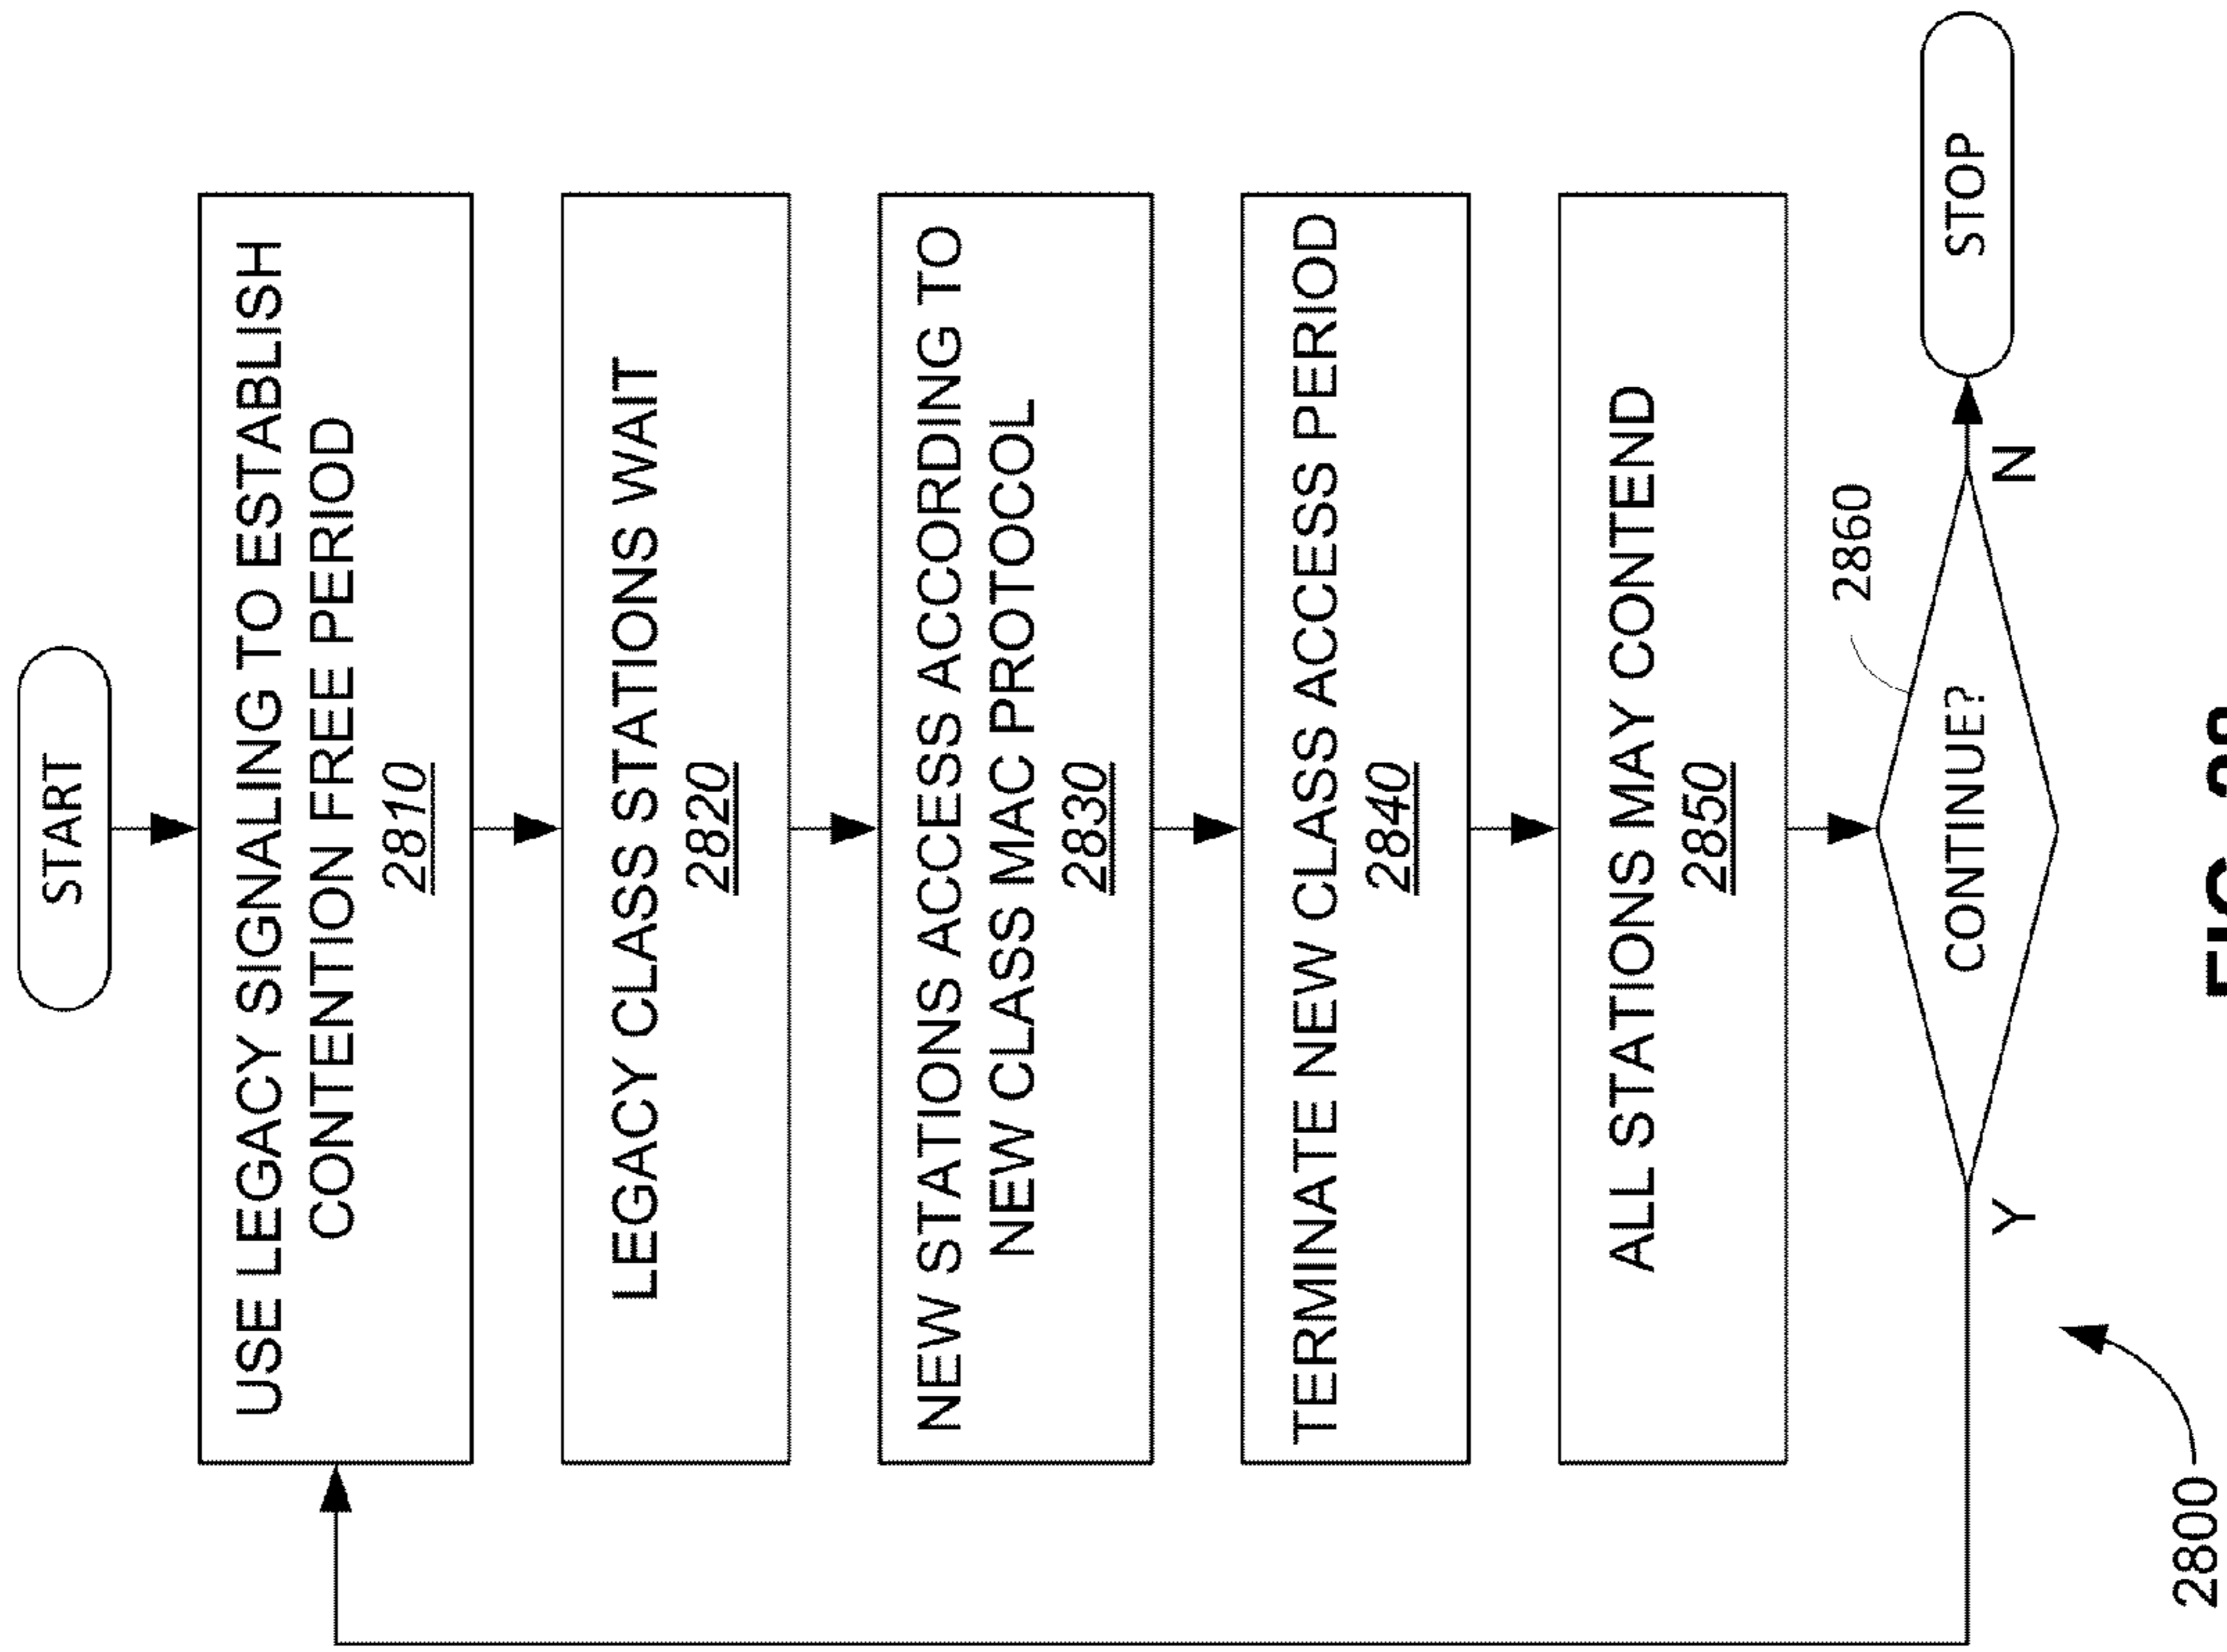 START
USE LEGACY SIGNALING TO ESTABLISH
CONTENTION FREE PERIOD
2810
LEGACY CLASS STATIONS WAIT
2820
NEW STATIONS ACCESS ACCORDING TO
NEW CLASS MAC PROTOCOL
2830
TERMINATE NEW CLASS ACCESS PERIOD
2840
ALL STATIONS MAY CONTEND
2850
2860
CONTINUE?
Y
N
STOP
2800